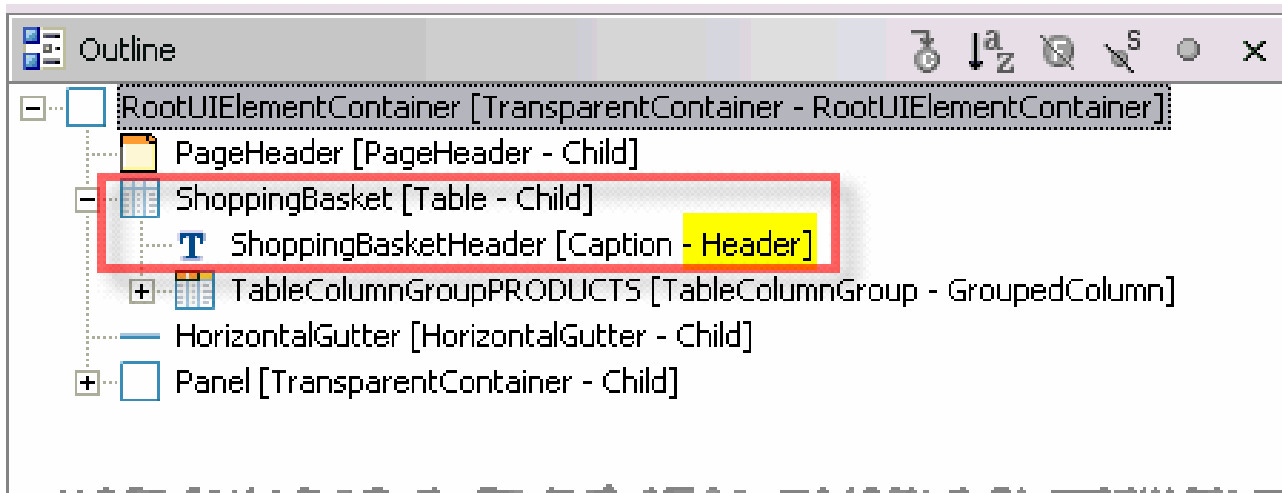 Outline
RootUIElementContainer [TransparentContainer - RootUIElementContainer]
PageHeader [PageHeader - Child]
ShoppingBasket [Table - Child]
T ShoppingBasketHeader [Caption - Header]
TableColumnGroupPRODUCTS [TableColumnGroup - GroupedColumn]
HorizontalGutter [HorizontalGutter - Child]
Panel [TransparentContainer - Child]